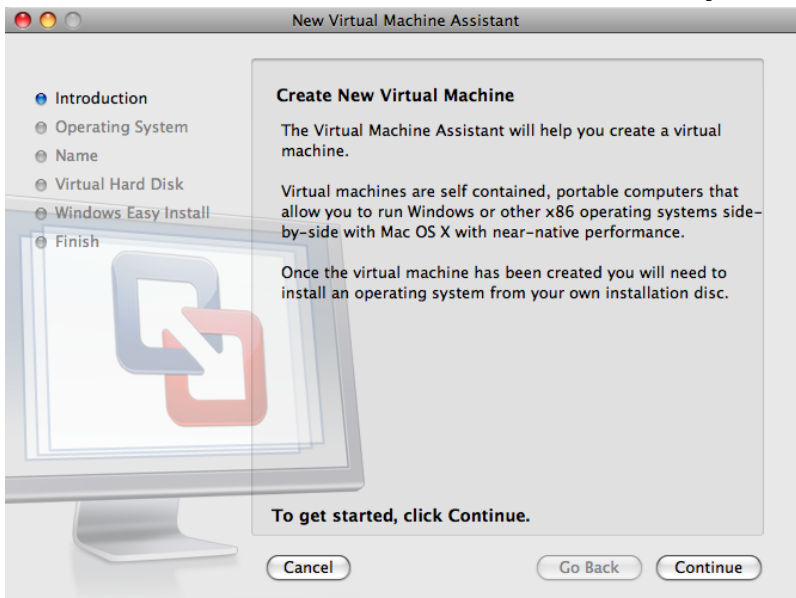 New Virtual Machine Assistant
Introduction
Operating System
Name
Virtual Hard Disk
Windows Easy Install
Finish
Create New Virtual Machine
The Virtual Machine Assistant will help you create a virtual
machine.
Virtual machines are self contained, portable computers that
allow you to run Windows or other x86 operating systems side-
by-side with Mac OS X with near-native performance.
Once the virtual machine has been created you will need to
install an operating system from your own installation disc.
To get started, click Continue.
Cancel
Go Back
Continue